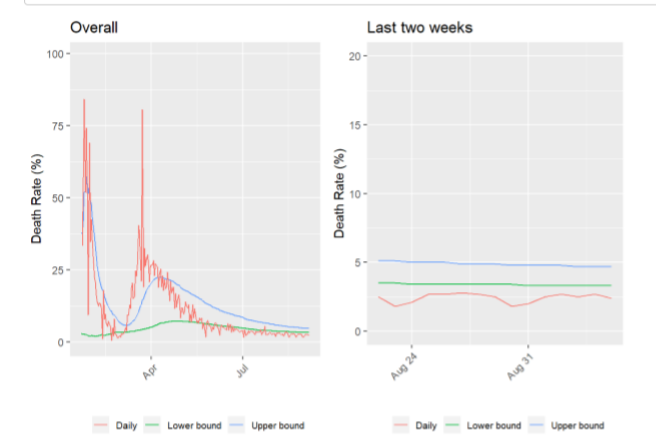 Overall
Last two weeks
Death Rate (%)
100
75
50
25
0
Apr
Jul
Daily
Lower bound
Upper bound
Death Rate (%)
20
15
10
5
0
Aug 24
Aug 31
Daily
Lower bound
Upper bound